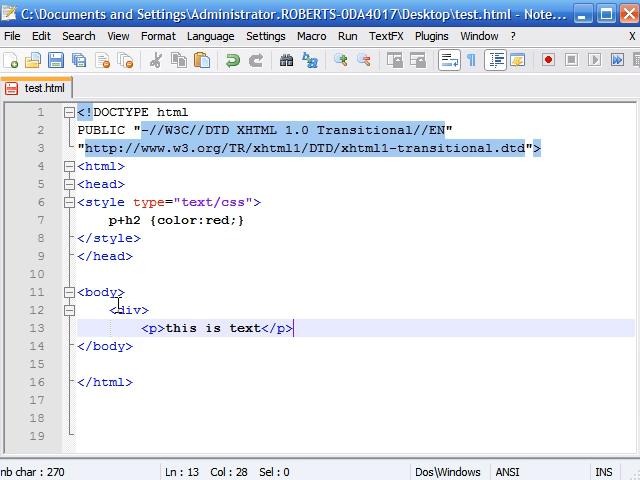 C:\Documents and Settings\Administrator.ROBERTS-0DA4017\Desktop\test.html - Note...
File Edit Search View Format Language Settings Macro Run TextFX Plugins Window ? X
test.html
1 <!DOCTYPE html
2 PUBLIC "-//W3C//DTD XHTML 1.0 Transitional//EN"
3 "http://www.w3.org/TR/xhtml1/DTD/xhtml1-transitional.dtd">
4 <html>
5 <head>
6 <style type="text/css">
7 p+h2 {color:red;}
8 </style>
9 </head>
10
11 <body>
12 <div>
13 <p>this is text</p>
14 </body>
15
16 </html>
17
18
19
nb char : 270 Ln : 13 Col : 28 Sel : 0 Dos\Windows ANSI INS